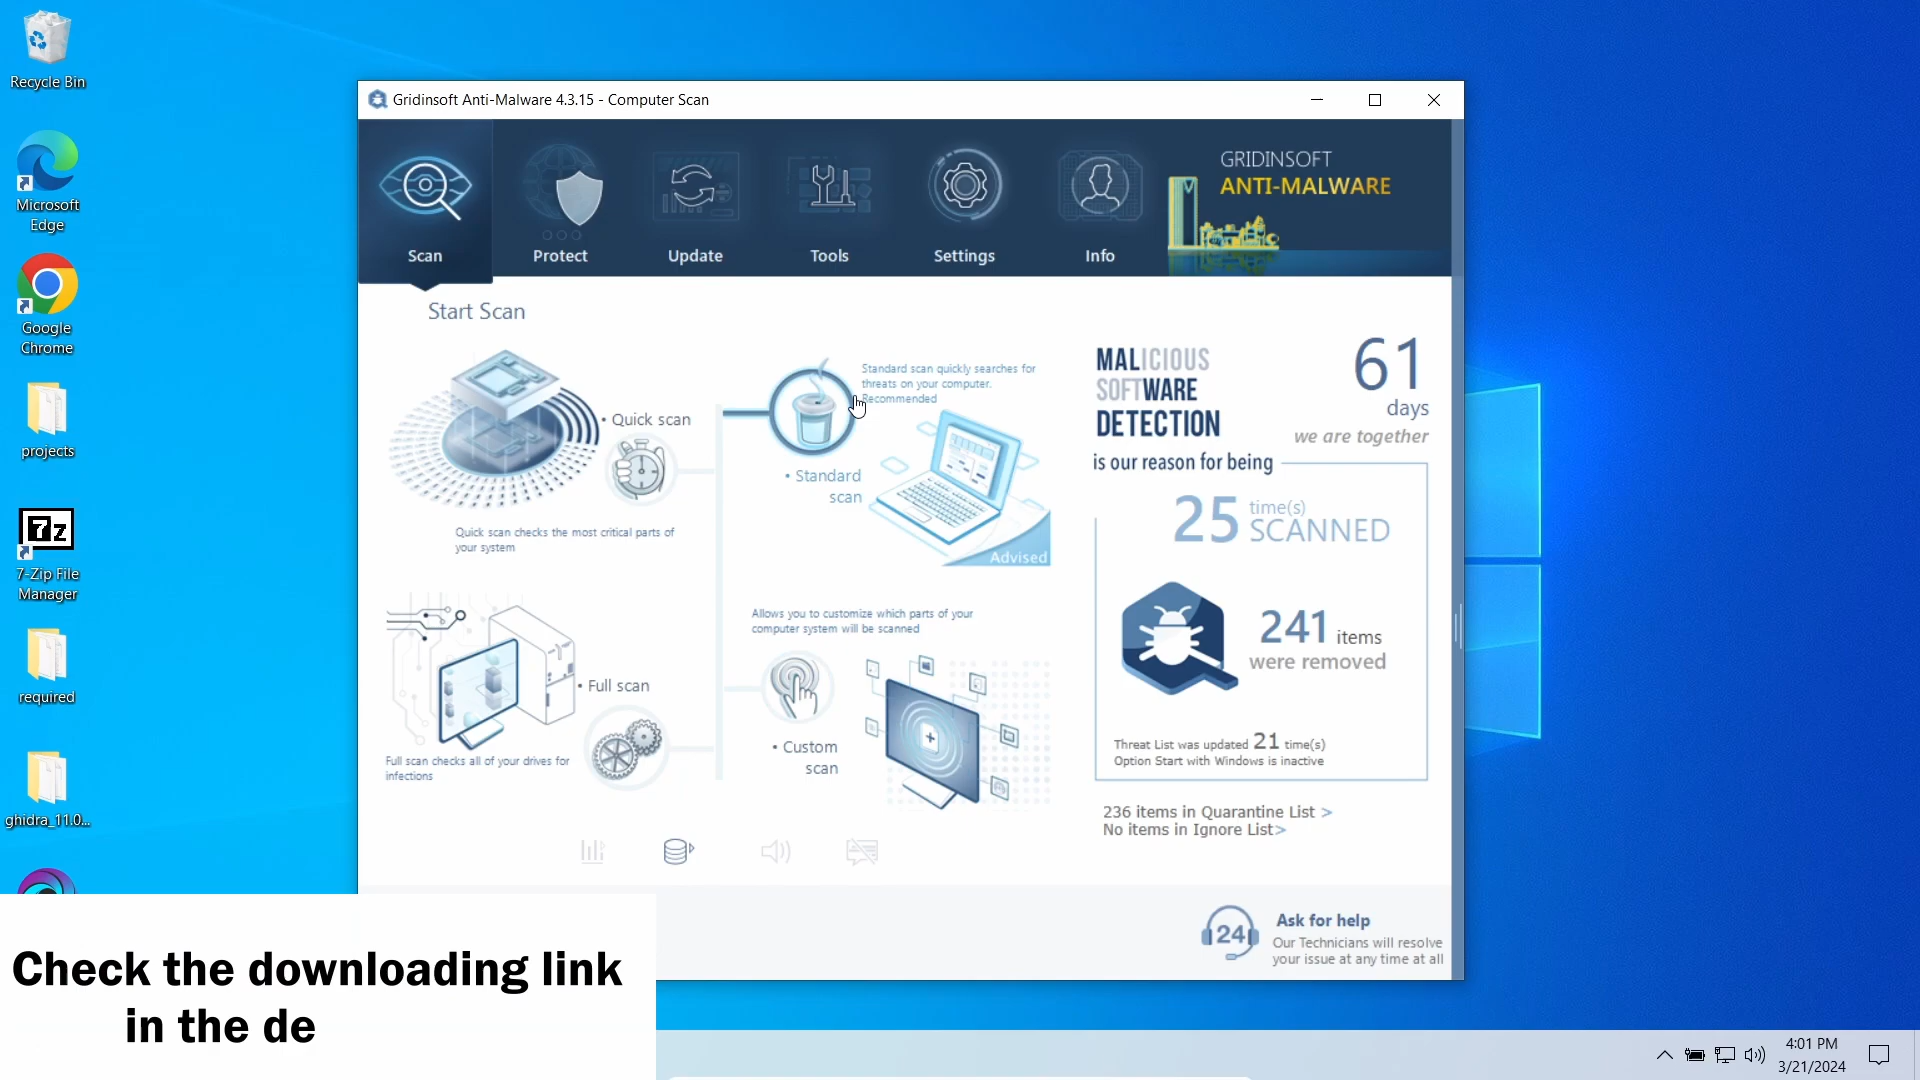 Recycle Bin
Microsoft
Edge
Google
Chrome
projects
7z
7-Zip File
Manager
required
ghidra_11.0...
Gridinsoft Anti-Malware 4.3.15 - Computer Scan
Scan
Protect
Update
Tools
Settings
Info
GRIDINSOFT
ANTI-MALWARE
Start Scan
• Quick scan
Quick scan checks the most critical parts of
your system
Standard scan quickly searches for
threats on your computer.
Recommended
• Standard
scan
Advised
• Full scan
Full scan checks all of your drives for
infections
Allows you to customize which parts of your
computer system will be scanned
• Custom
scan
MALICIOUS
SOFTWARE
DETECTION
is our reason for being
61
days
we are together
25 time(s)
SCANNED
241 items
were removed
Threat List was updated 21 time(s)
Option Start with Windows is inactive
236 items in Quarantine List >
No items in Ignore List>
24
Ask for help
Our Technicians will resolve
your issue at any time at all
Check the downloading link
in the de
4:01 PM
3/21/2024